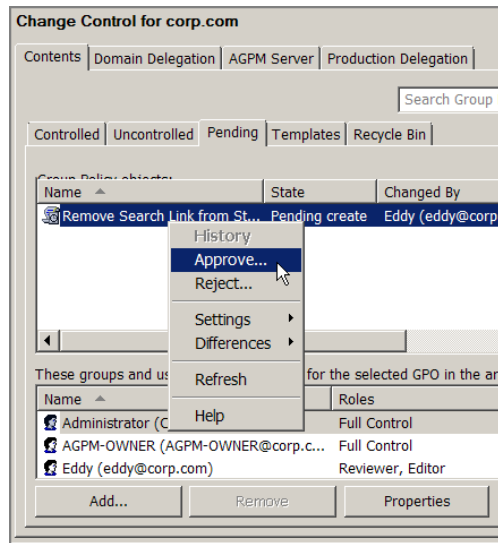 Change Control for corp.com
Contents Domain Delegation AGPM Server Production Delegation
Search Group
Controlled Uncontrolled Pending Templates Recycle Bin
Group Policy objects:
Name State Changed By
Remove Search Link from St... Pending create Eddy (eddy@corp
History
Approve...
Reject...
Settings
Differences
Refresh
Help
These groups and us for the selected GPO in the ar
Name Roles
Administrator (C Full Control
AGPM-OWNER (AGPM-OWNER@corp.c... Full Control
Eddy (eddy@corp.com) Reviewer, Editor
Add... Remove Properties